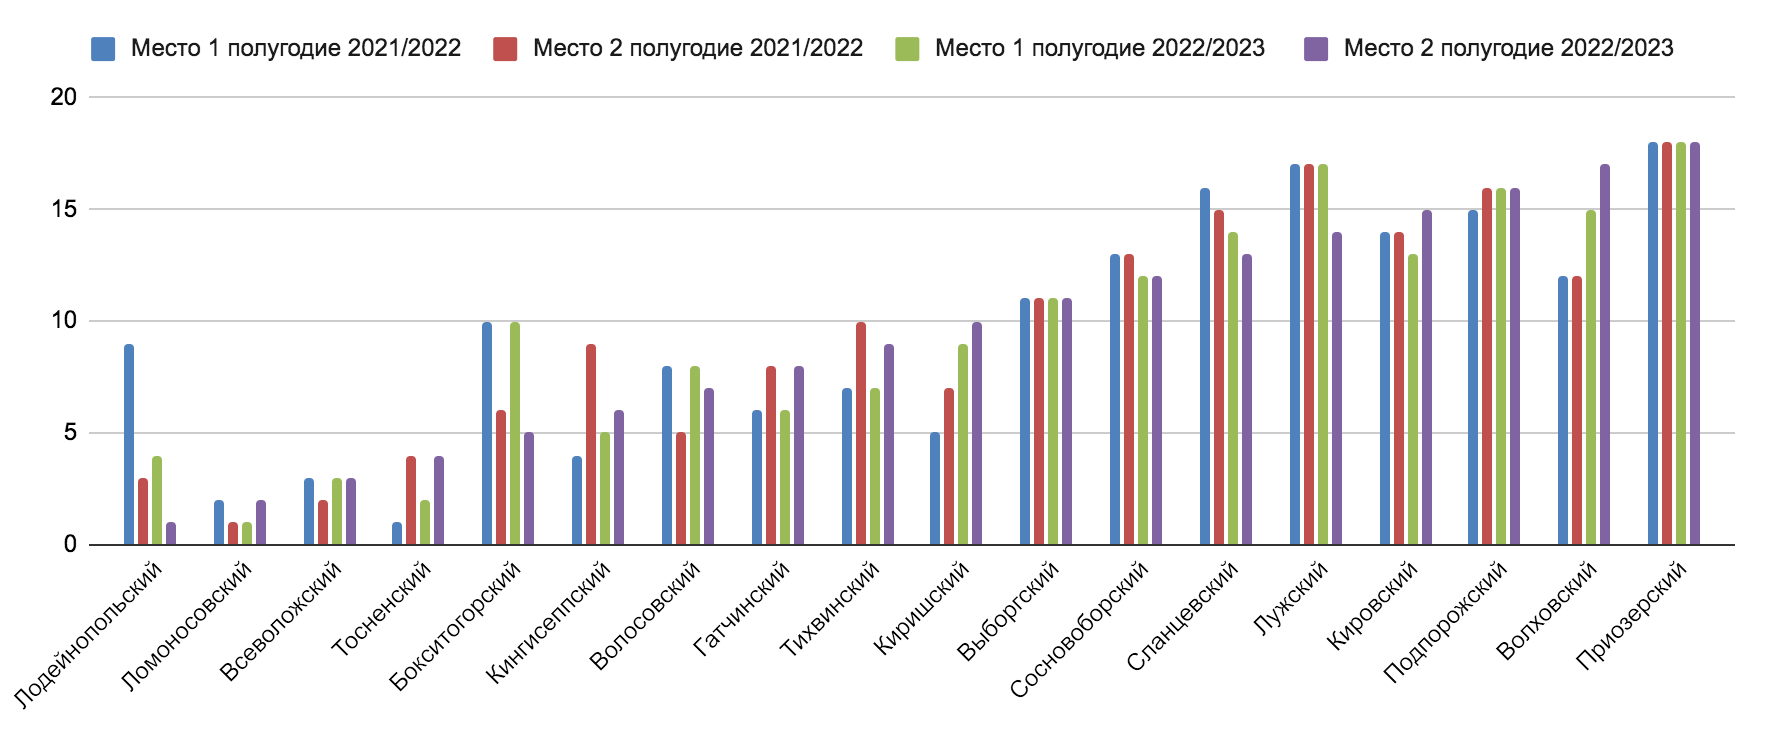 Место 1 полугодие 2021/2022 Место 2 полугодие 2021/2022 Место 1 полугодие 2022/2023 Место 2 полугодие 2022/2023
20
15
10
5
0
Лодейнопольский
Ломоносовский
Всеволожский
Тосненский
Бокситогорский
Кингисеппский
Волосовский
Гатчинский
Тихвинский
Киришский
Выборгский
Сосновоборский
Сланцевский
Лужский
Кировский
Подпорожский
Волховский
Приозерский